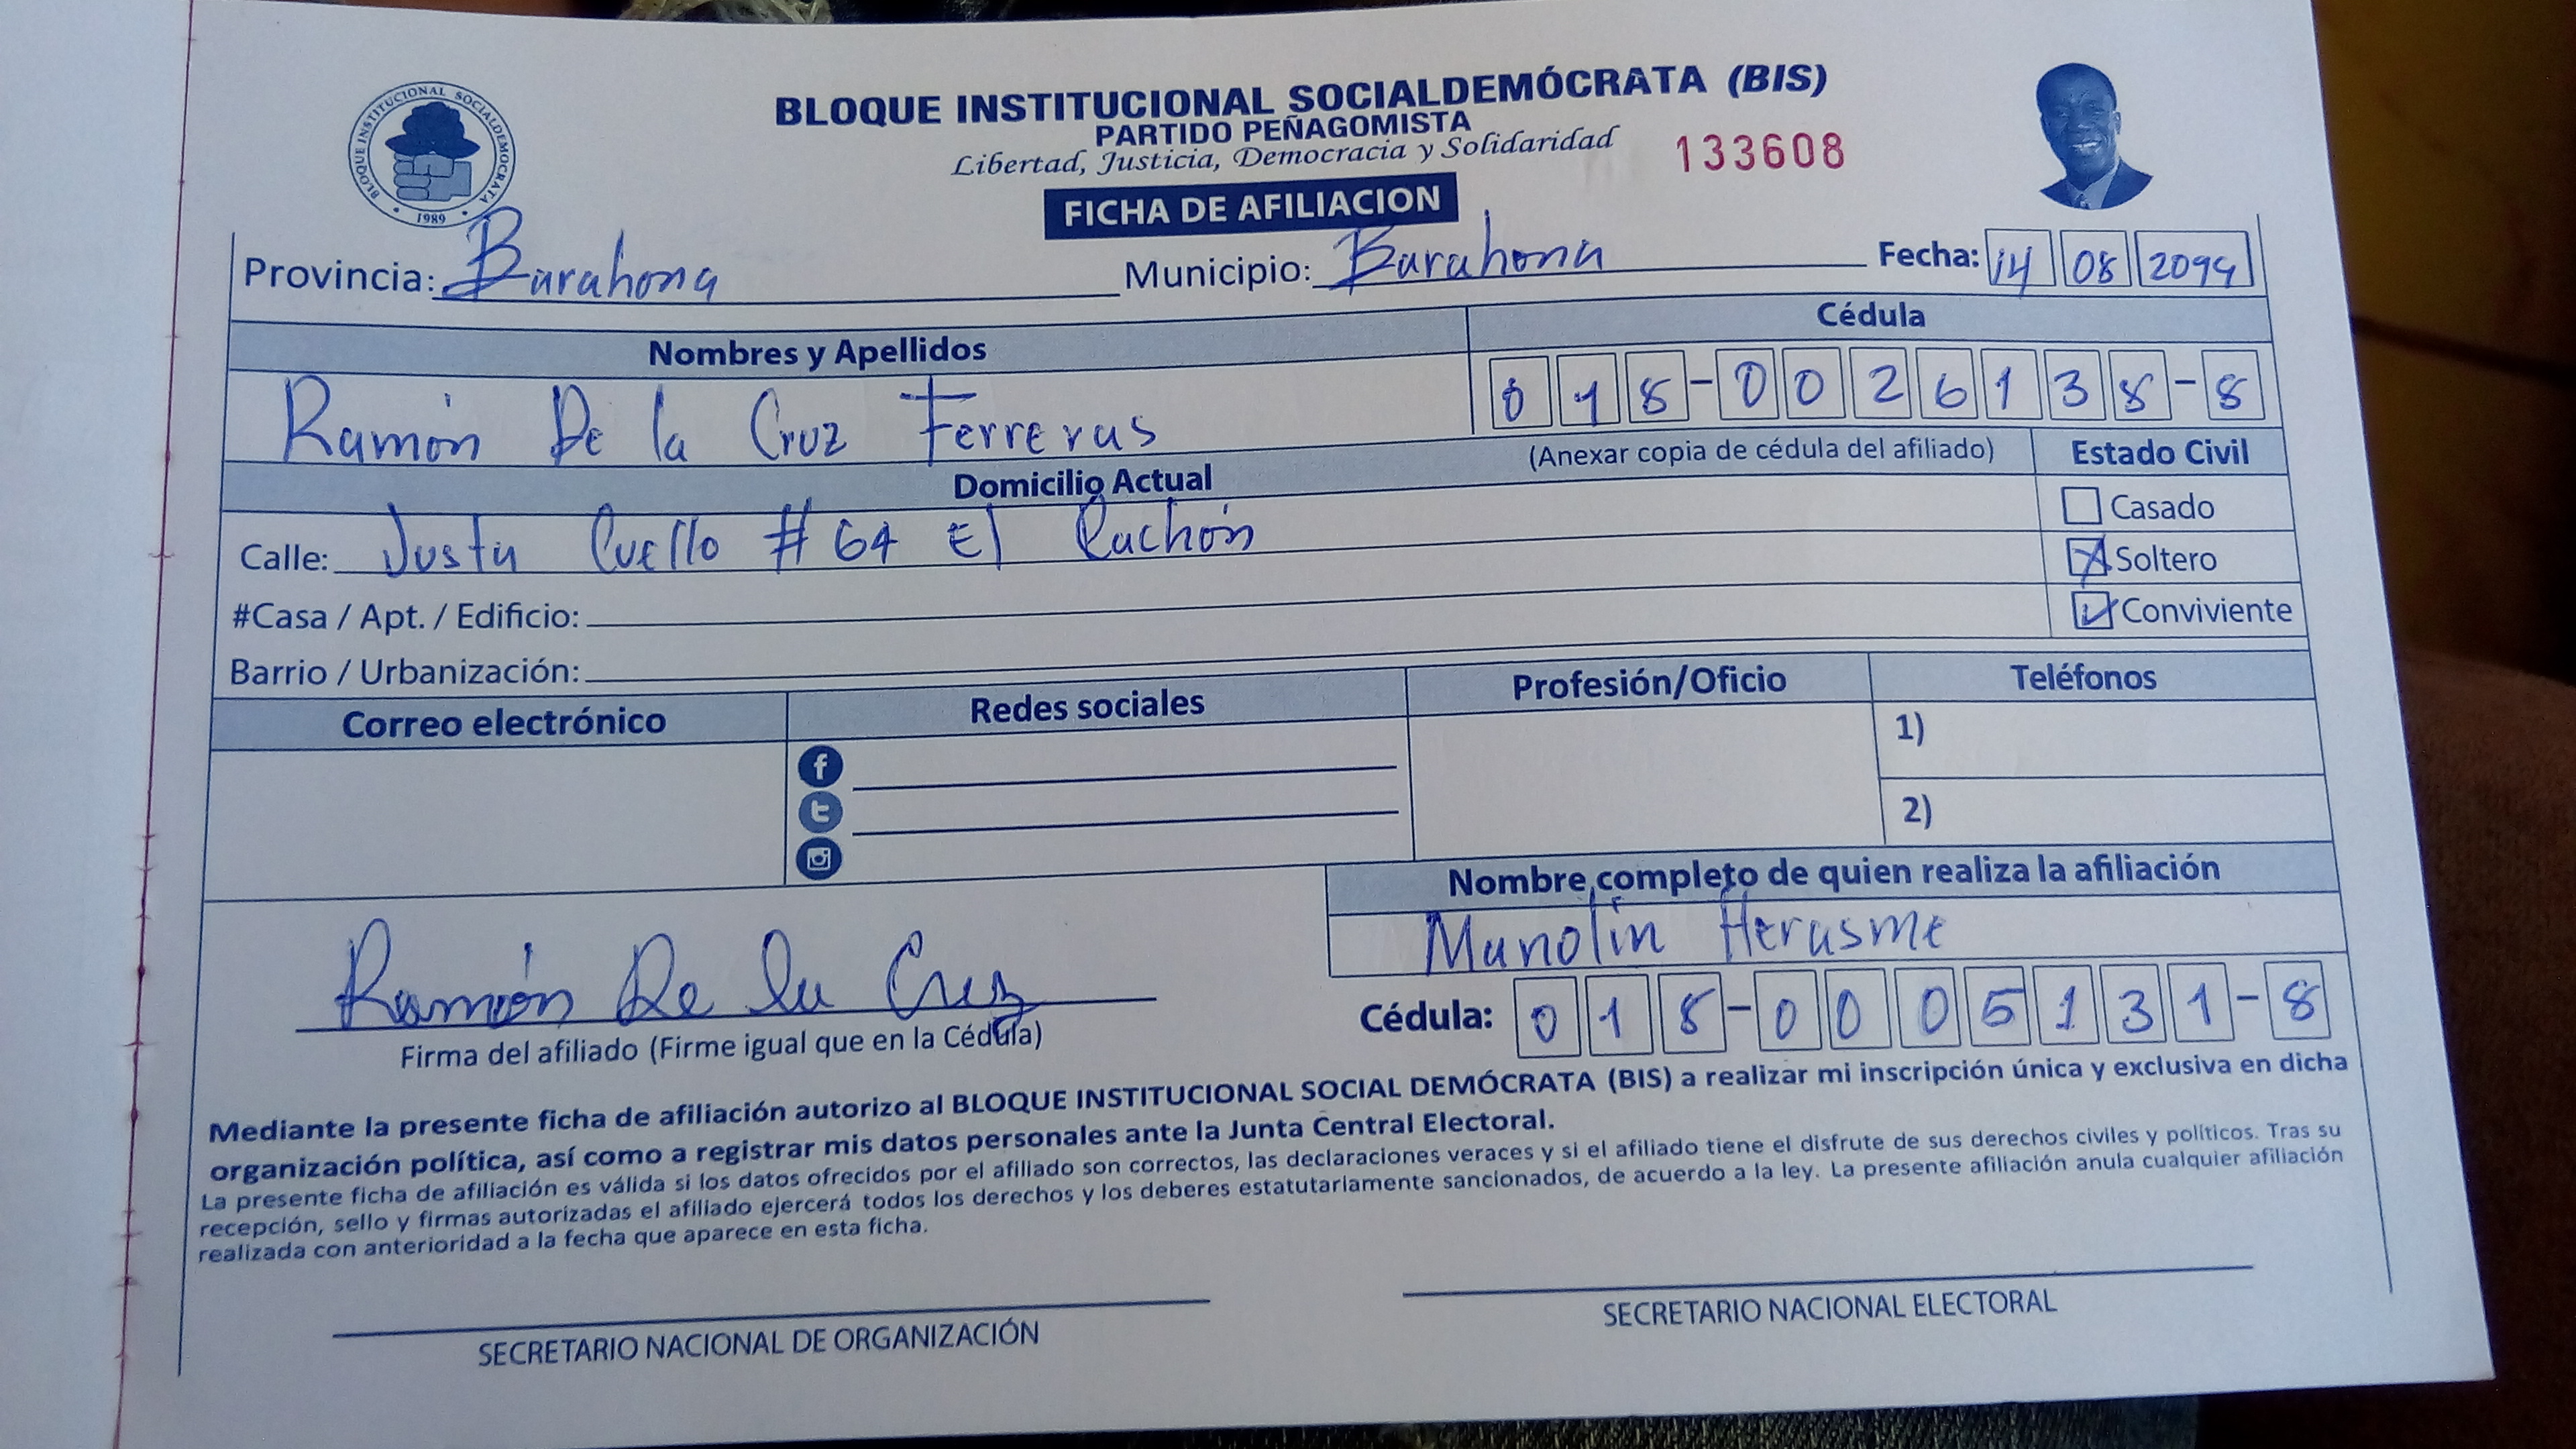 BLOQUE INSTITUCIONAL SOCIALDEMÓCRATA (BIS)
PARTIDO PEÑAGOMISTA
Libertad, Justicia, Democracia y Solidaridad
133608
BLOQUE INSTITUCIONAL SOCIALDEMOCRATA
1989
FICHA DE AFILIACION
Provincia: Barahona Municipio: Barahona Fecha: 14 08 2099
Nombres y Apellidos Cédula
Ramón De la Cruz Ferreras 018-0026138-8
(Anexar copia de cédula del afiliado) Estado Civil
Domicilio Actual
Casado
Calle: Justa Cuello #64 El
Soltero
#Casa / Apt. / Edificio:
Conviviente
Barrio / Urbanización:
Correo electrónico Redes sociales Profesión/Oficio Teléfonos
1)
2)
Nombre completo de quien realiza la afiliación
Manolín Herasme
Ramón De la Cruz
Cédula: 018-0005131-8
Firma del afiliado (Firme igual que en la Cédula)
Mediante la presente ficha de afiliación autorizo al BLOQUE INSTITUCIONAL SOCIAL DEMÓCRATA (BIS) a realizar mi inscripción única y exclusiva en dicha
organización política, así como a registrar mis datos personales ante la Junta Central Electoral.
La presente ficha de afiliación es válida si los datos ofrecidos por el afiliado son correctos, las declaraciones veraces y si el afiliado tiene el disfrute de sus derechos civiles y políticos. Tras su
recepción, sello y firmas autorizadas el afiliado ejercerá todos los derechos y los deberes estatutariamente sancionados, de acuerdo a la ley. La presente afiliación anula cualquier afiliación
realizada con anterioridad a la fecha que aparece en esta ficha.
SECRETARIO NACIONAL DE ORGANIZACIÓN SECRETARIO NACIONAL ELECTORAL